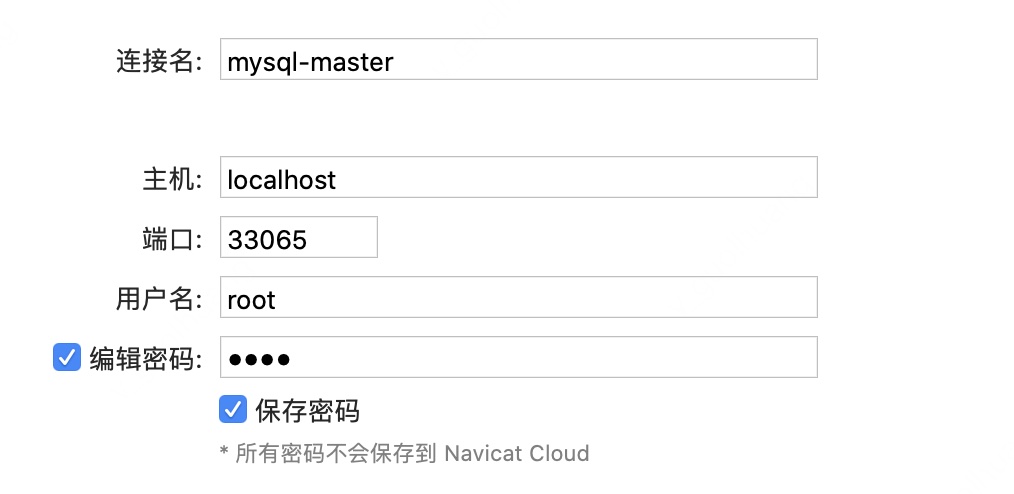 连接名: mysql-master
主机: localhost
端口: 33065
用户名: root
编辑密码: ●●●●
保存密码
* 所有密码不会保存到 Navicat Cloud